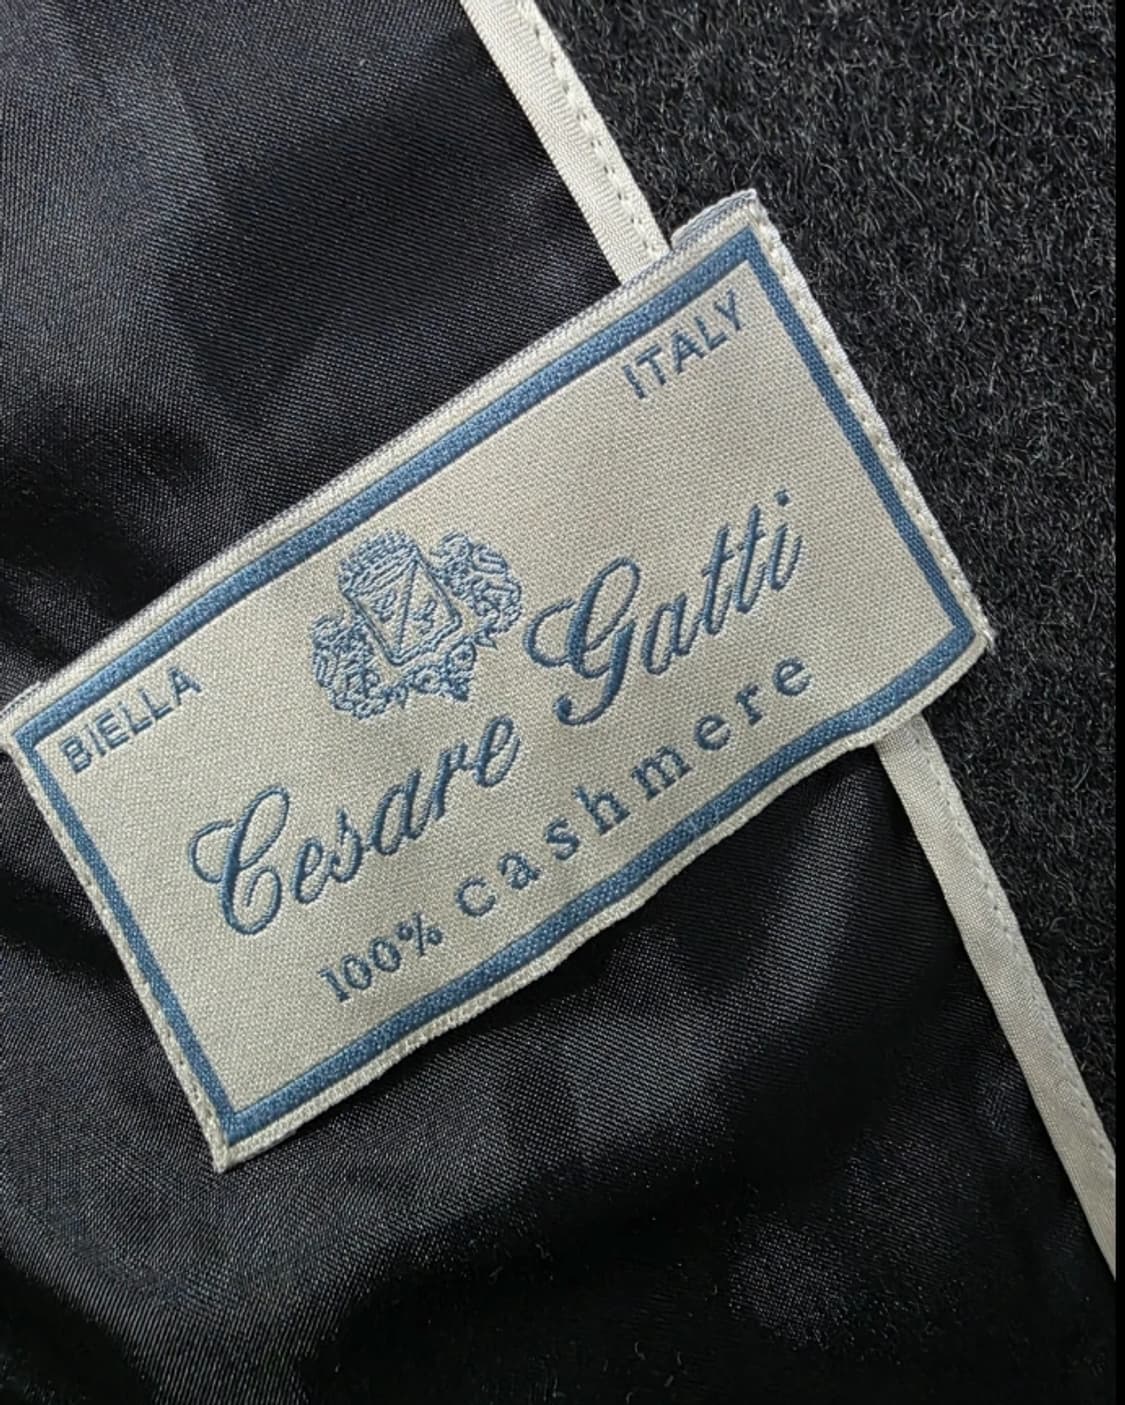 BIELLA ITALY
Cesare Gatti
100% cashmere